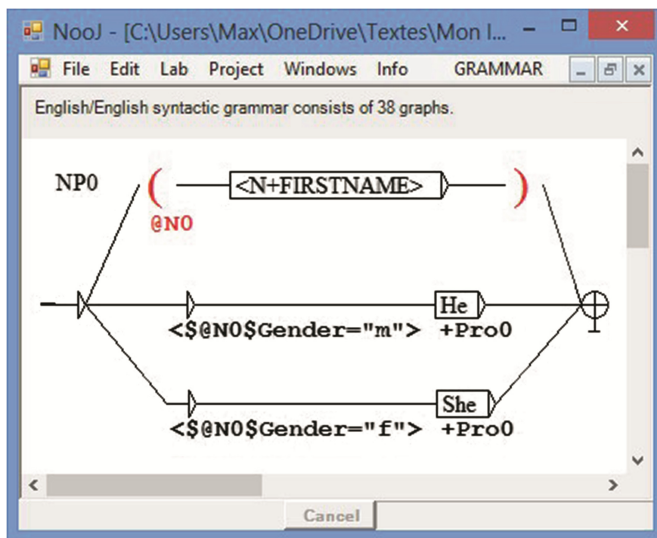 NooJ - [C:\Users\Max\OneDrive\Textes\Mon l...
File Edit Lab Project Windows Info GRAMMAR
English/English syntactic grammar consists of 38 graphs.
NP0 ( <N+FIRSTNAME> )
@N0
He
<$@N0$Gender="m"> +Pro0
She
<$@N0$Gender="f"> +Pro0
Cancel